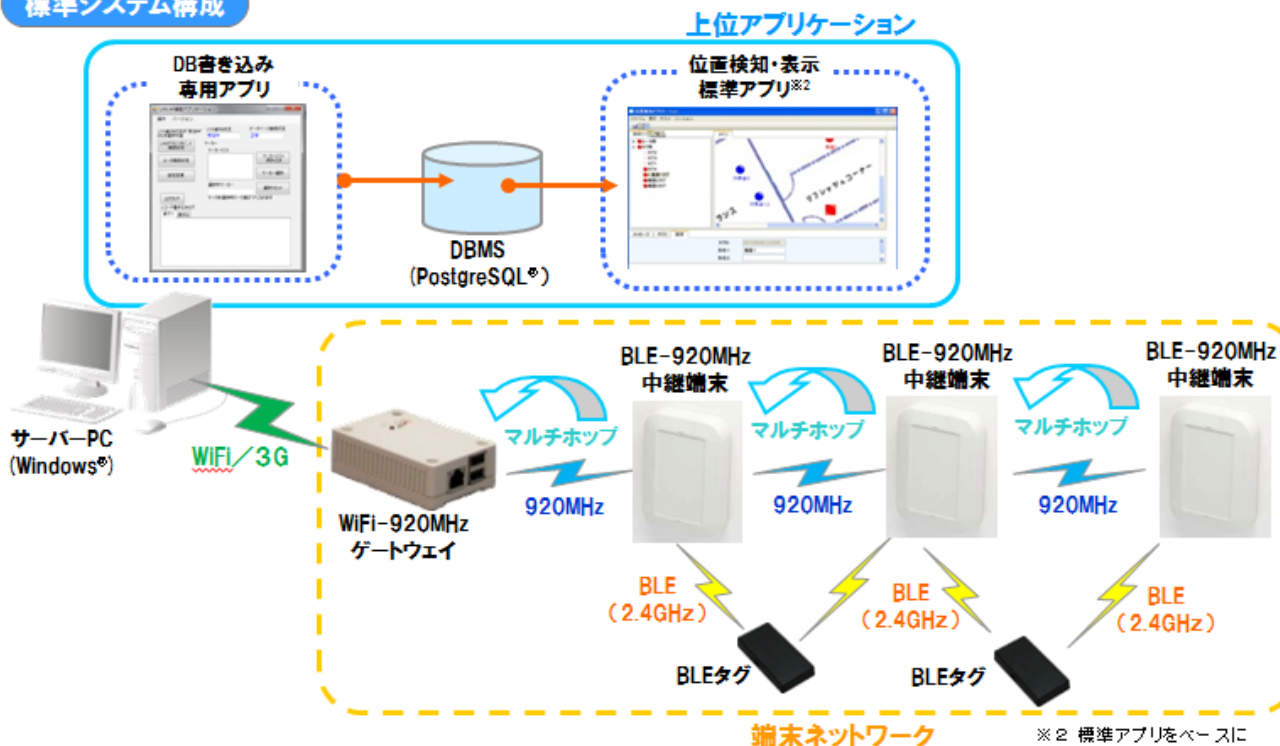 標準システム構成
上位アプリケーション
DB書き込み
専用アプリ
位置検知・表示
標準アプリ※2
DBMS
(PostgreSQL®)
サーバーPC
(Windows®)
WiFi/3G
WiFi-920MHz
ゲートウェイ
BLE-920MHz
中継端末
BLE-920MHz
中継端末
BLE-920MHz
中継端末
マルチホップ
マルチホップ
マルチホップ
920MHz
920MHz
920MHz
BLE
(2.4GHz)
BLE
(2.4GHz)
BLE
(2.4GHz)
BLEタグ
BLEタグ
端末ネットワーク
※2 標準アプリをベースに